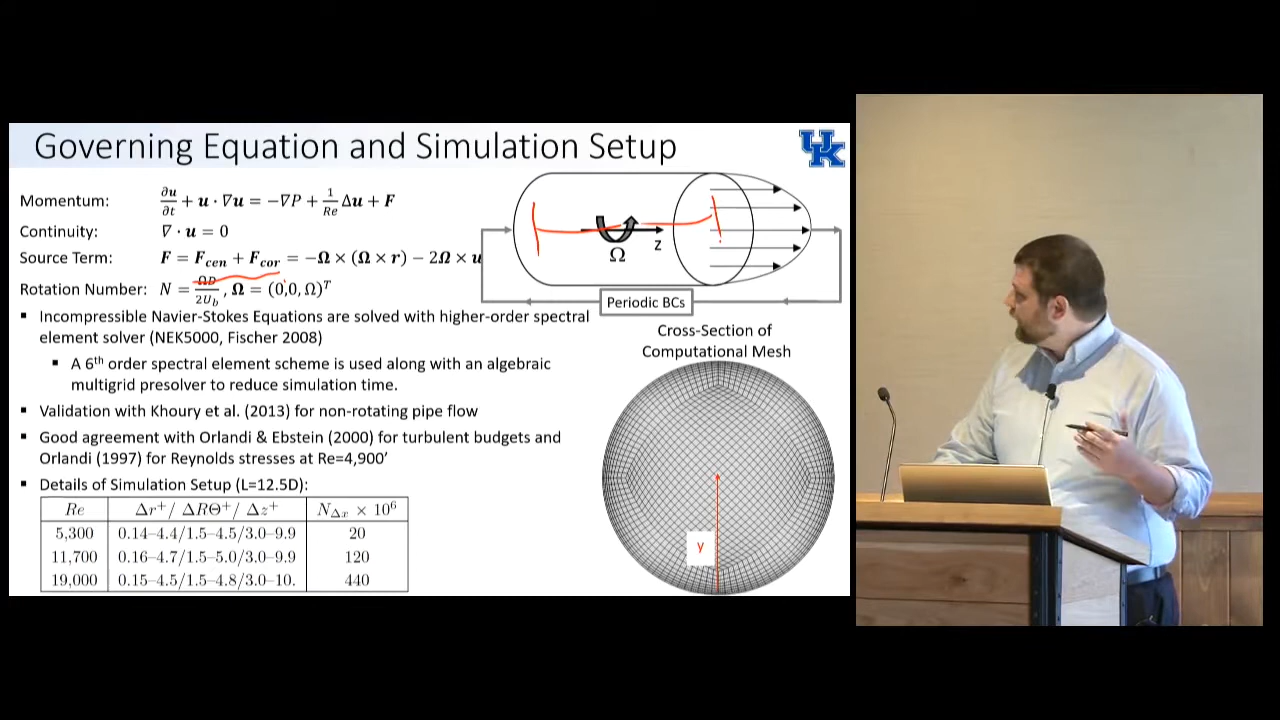 Governing Equation and Simulation Setup
UK
Momentum: ∂u/∂t + u · ∇u = −∇P + 1/Re Δu + F
Continuity: ∇ · u = 0
Source Term: F = F_cen + F_cor = −Ω × (Ω × r) − 2Ω × u
Rotation Number: N = ΩD/2U_b, Ω = (0,0, Ω)^T
z
Ω
Periodic BCs
▪ Incompressible Navier-Stokes Equations are solved with higher-order spectral
element solver (NEK5000, Fischer 2008)
▪ A 6th order spectral element scheme is used along with an algebraic
multigrid presolver to reduce simulation time.
▪ Validation with Khoury et al. (2013) for non-rotating pipe flow
▪ Good agreement with Orlandi & Ebstein (2000) for turbulent budgets and
Orlandi (1997) for Reynolds stresses at Re=4,900’
▪ Details of Simulation Setup (L=12.5D):
Re Δr+/ ΔRΘ+/ Δz+ N_Δx × 10^6
5,300 0.14–4.4/1.5–4.5/3.0–9.9 20
11,700 0.16–4.7/1.5–5.0/3.0–9.9 120
19,000 0.15–4.5/1.5–4.8/3.0–10. 440
Cross-Section of
Computational Mesh
y